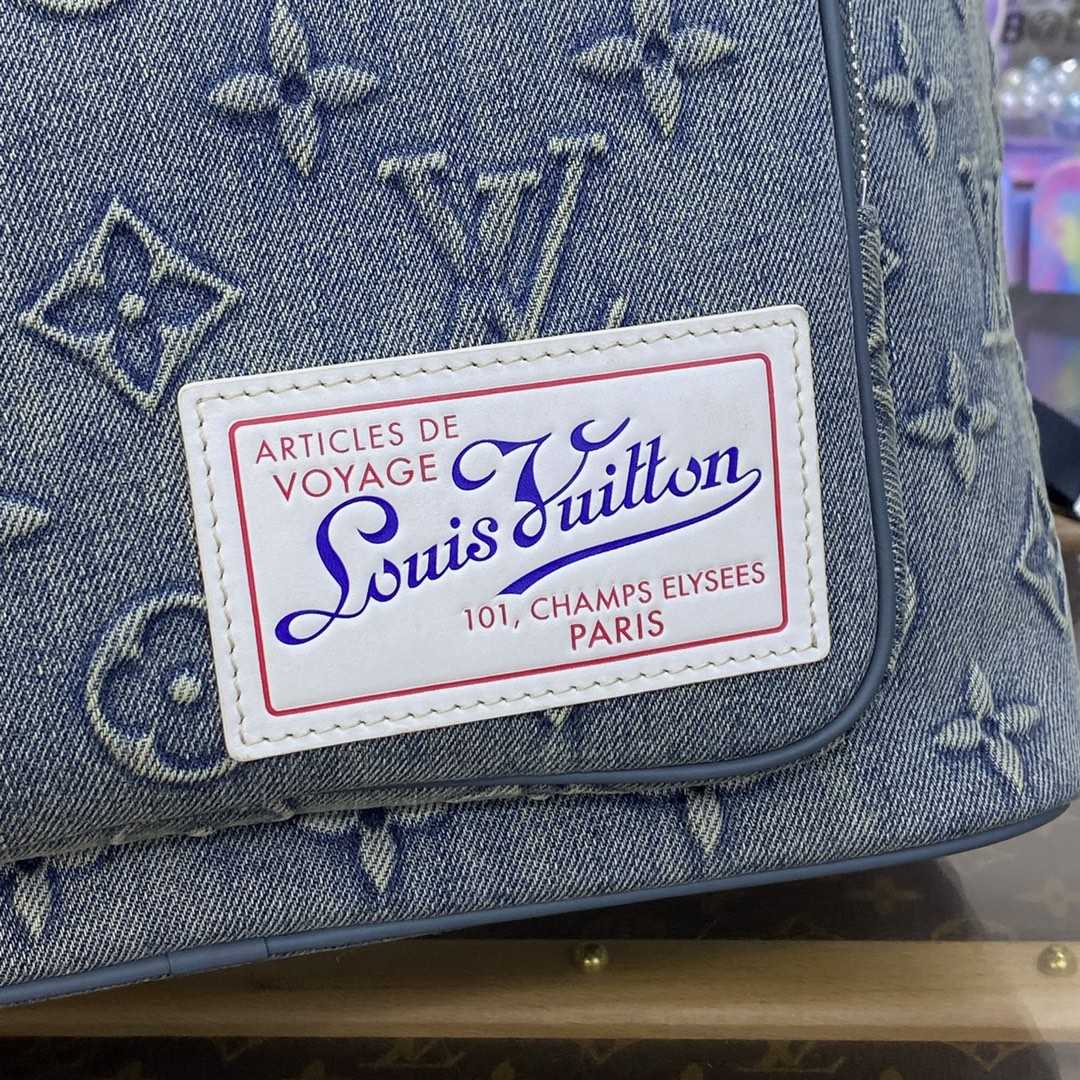 ARTICLES DE
VOYAGE
Louis Vuitton
101, CHAMPS ELYSEES
PARIS